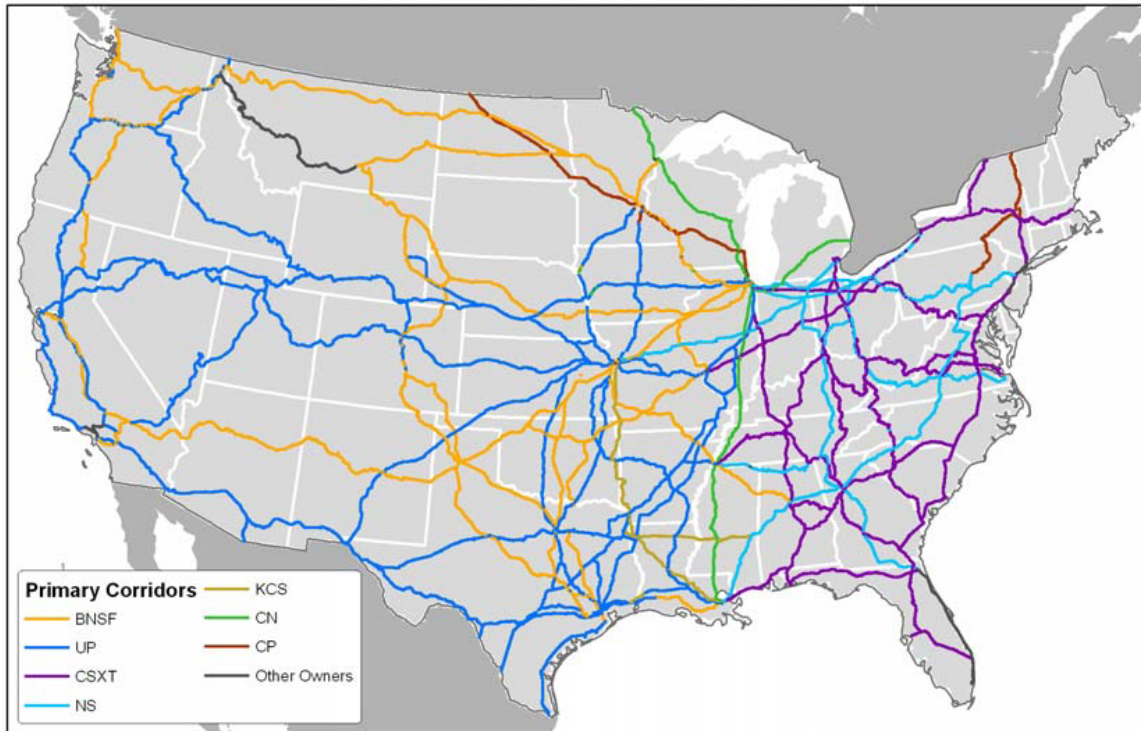 Primary Corridors
BNSF
UP
CSXT
NS
KCS
CN
CP
Other Owners